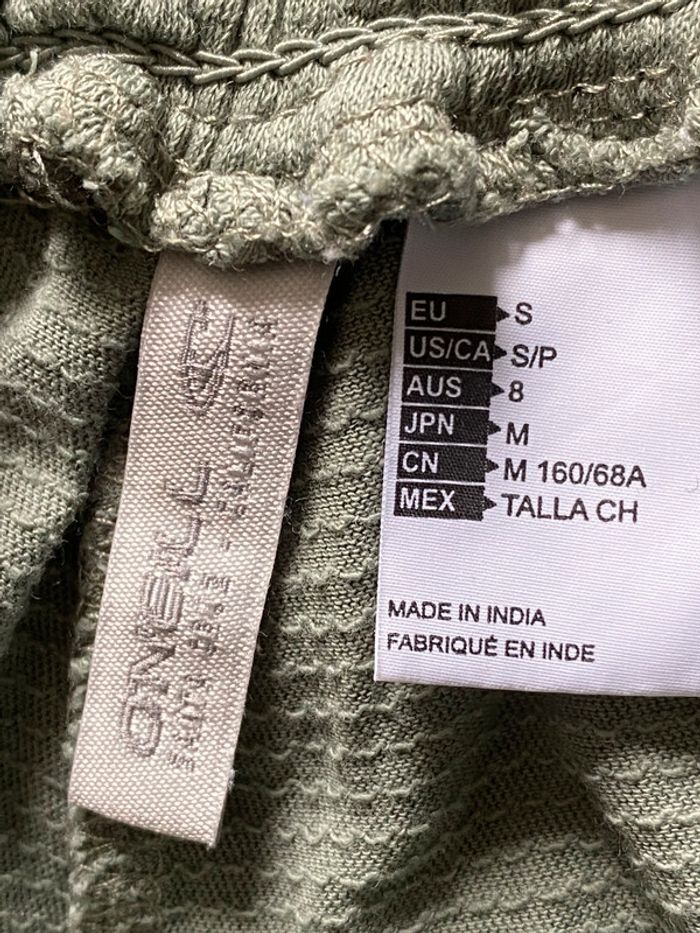 O'NEILL
EU S
US/CA S/P
AUS 8
JPN M
CN M 160/68A
MEX TALLA CH
MADE IN INDIA
FABRIQUÉ EN INDE